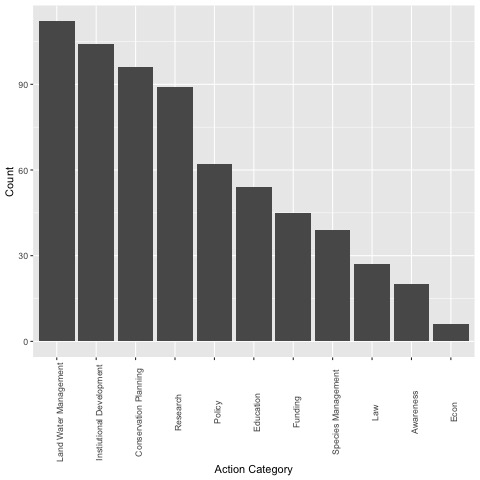 Count
90
60
30
0
Land Water Management
Instiutional Development
Conservation Planning
Research
Policy
Education
Funding
Species Management
Law
Awareness
Econ
Action Category